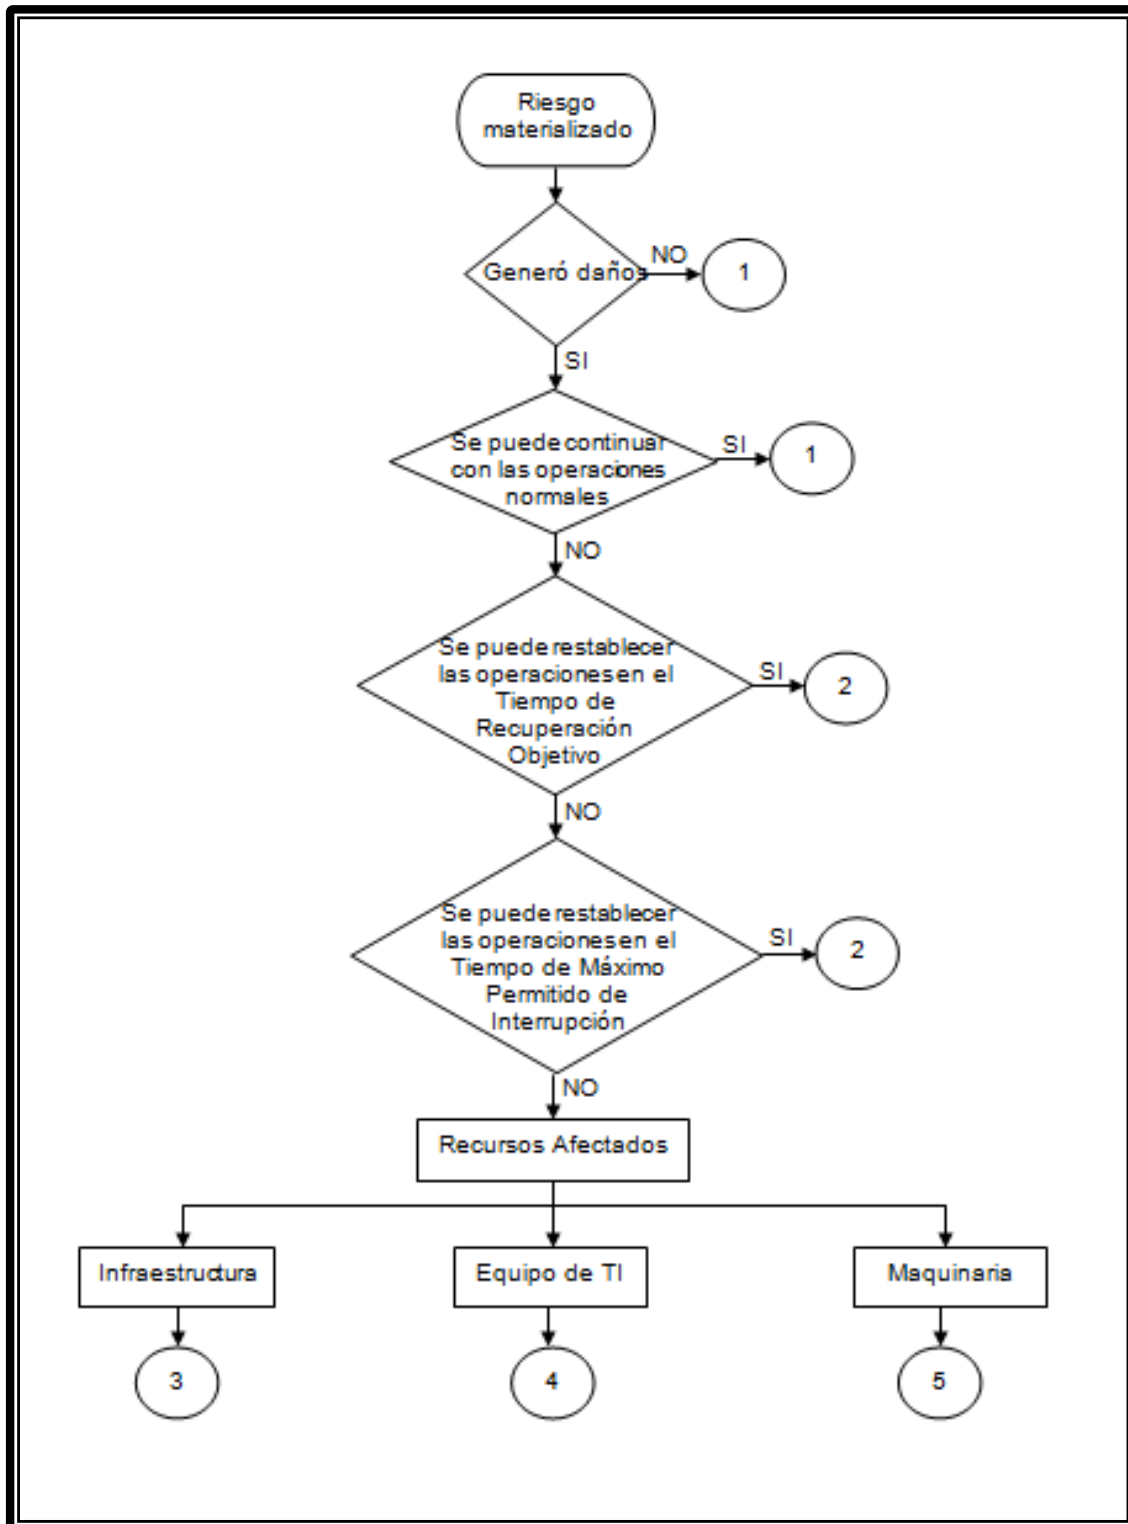 Riesgo
materializado
Generó daños
NO
1
SI
Se puede continuar
con las operaciones
normales
SI
1
NO
Se puede restablecer
las operaciones en el
Tiempo de
Recuperación
Objetivo
SI
2
NO
Se puede restablecer
las operaciones en el
Tiempo de Máximo
Permitido de
Interrupción
SI
2
NO
Recursos Afectados
Infraestructura
Equipo de TI
Maquinaria
3
4
5